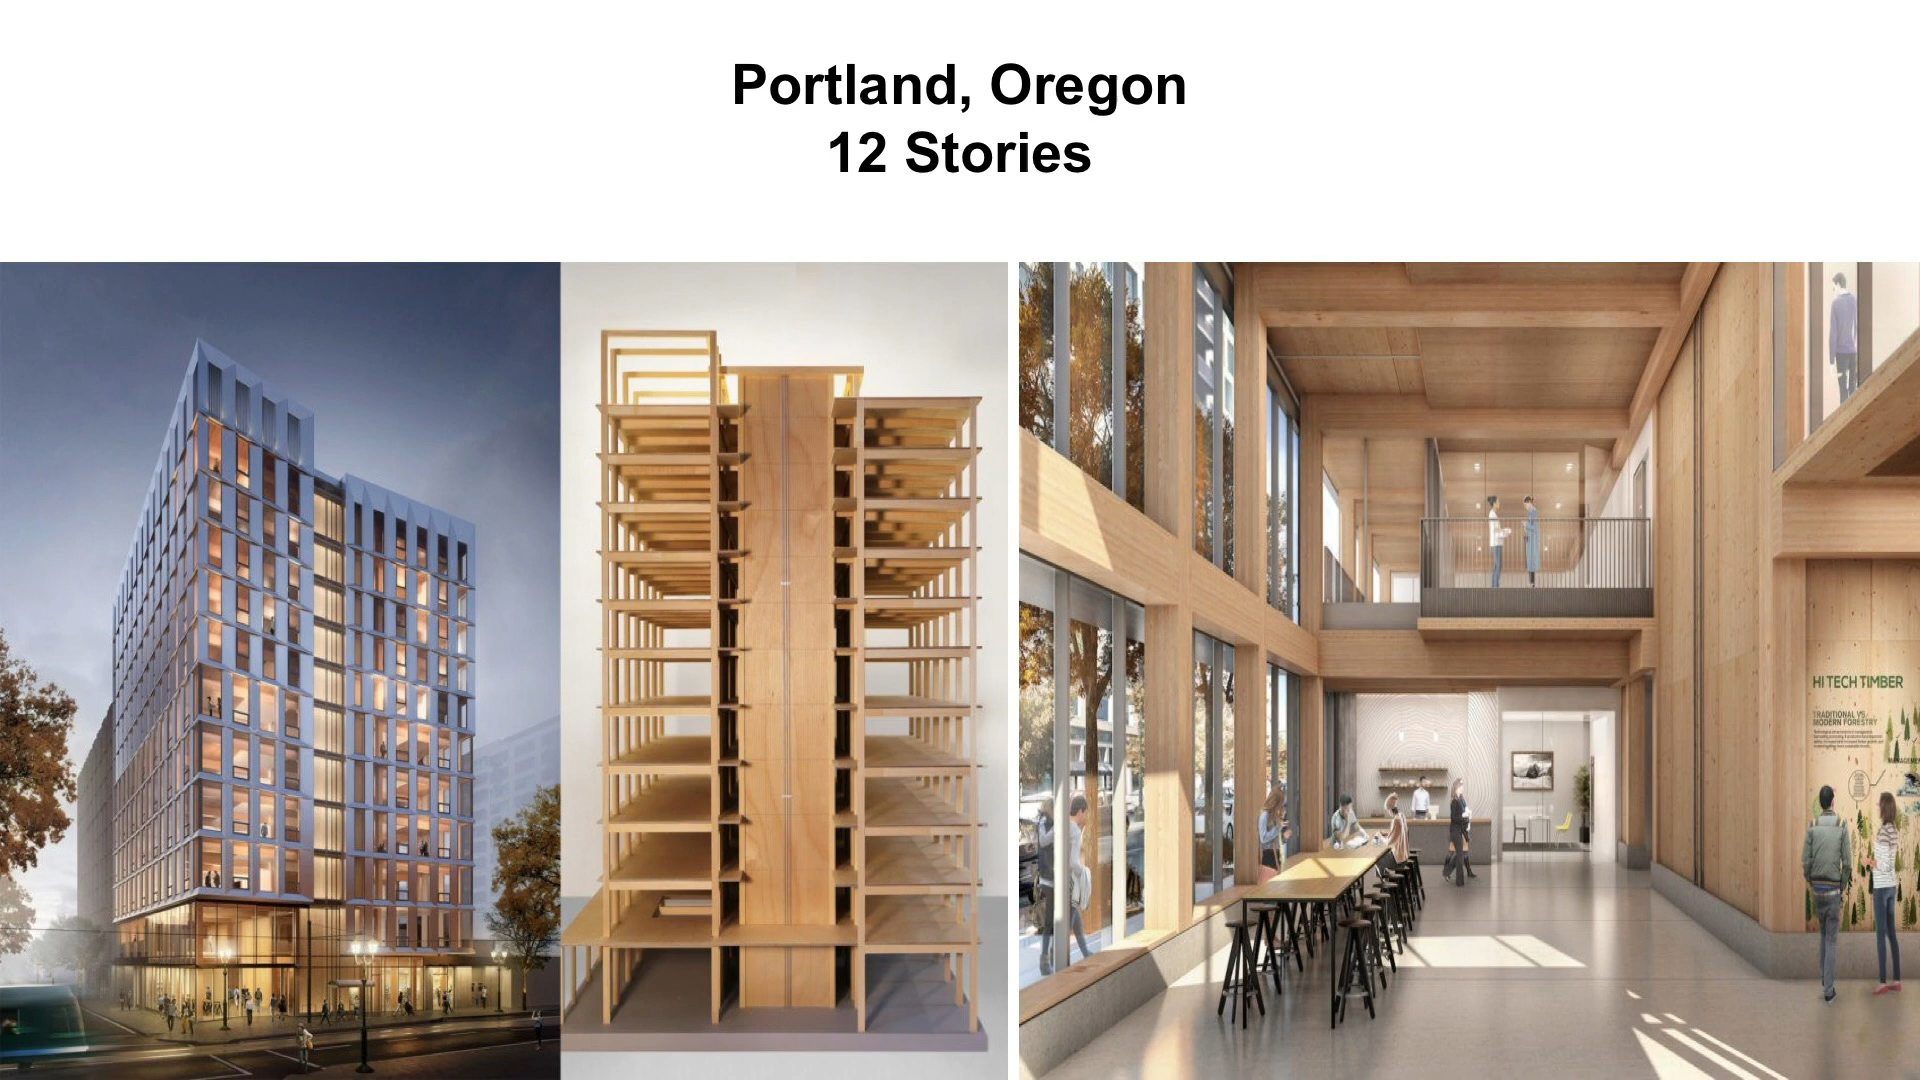 Portland, Oregon
12 Stories
HI TECH TIMBER
TRADITIONAL VS.
MODERN FORESTRY